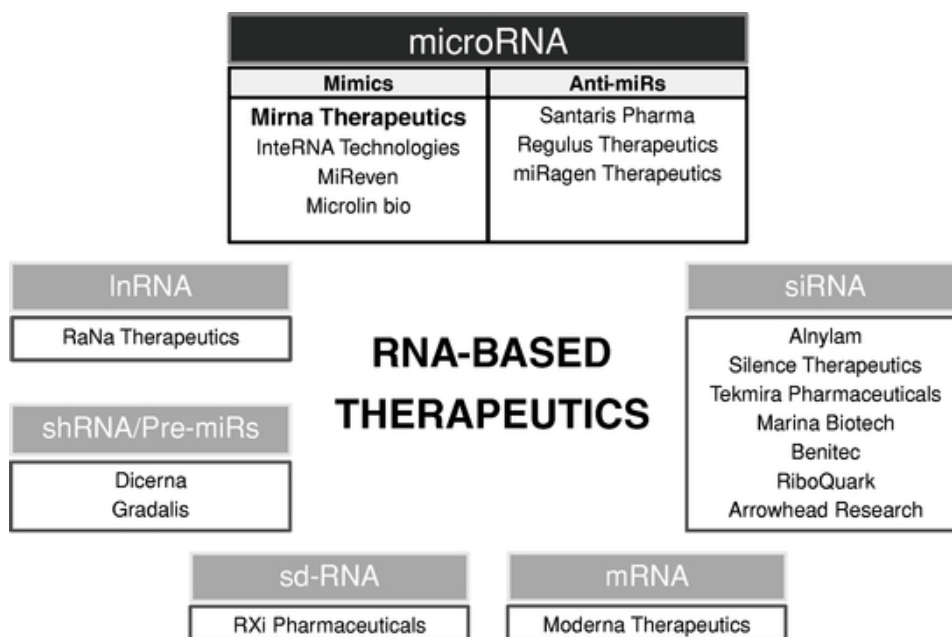 microRNA
Mimics
Mirna Therapeutics
InteRNA Technologies
MiReven
Microlin bio
Anti-miRs
Santaris Pharma
Regulus Therapeutics
miRagen Therapeutics
lnRNA
RaNa Therapeutics
shRNA/Pre-miRs
Dicerna
Gradalis
RNA-BASED
THERAPEUTICS
siRNA
Alnylam
Silence Therapeutics
Tekmira Pharmaceuticals
Marina Biotech
Benitec
RiboQuark
Arrowhead Research
sd-RNA
RXi Pharmaceuticals
mRNA
Moderna Therapeutics